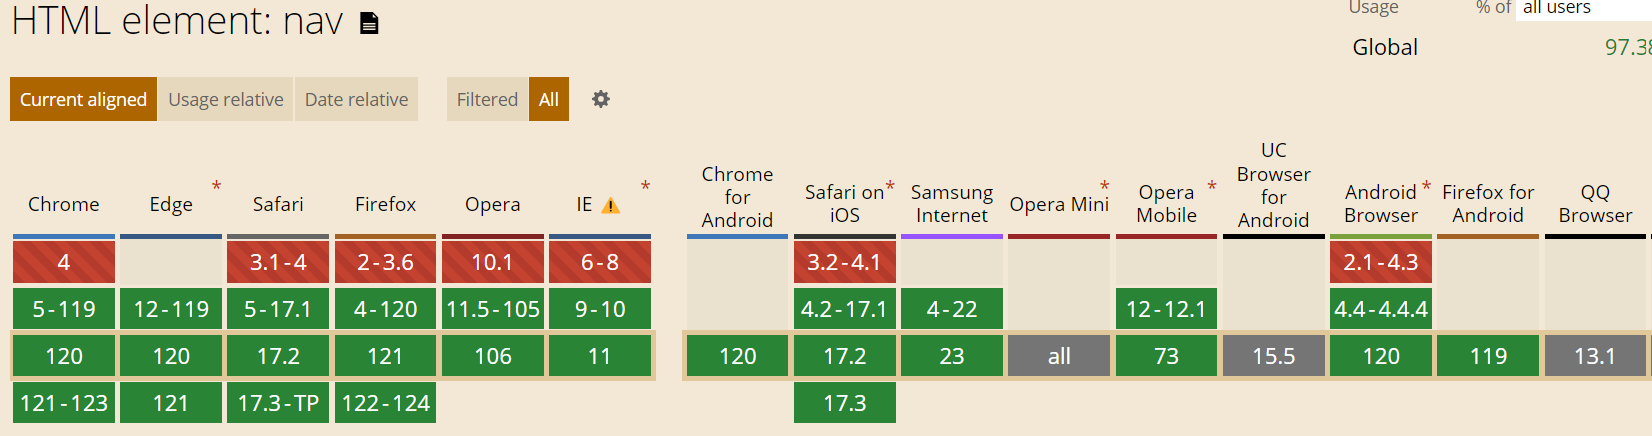 HTML element: nav
Usage % of all users
Global 97.38
Current aligned Usage relative Date relative Filtered All
Chrome Edge * Safari Firefox Opera IE * Chrome for Android Safari on iOS * Samsung Internet Opera Mini * Opera Mobile * UC Browser for Android Android Browser * Firefox for Android QQ Browser
4 3.1-4 2-3.6 10.1 6-8 3.2-4.1 2.1-4.3
5-119 12-119 5-17.1 4-120 11.5-105 9-10 4.2-17.1 4-22 12-12.1 4.4-4.4.4
120 120 17.2 121 106 11 120 17.2 23 all 73 15.5 120 119 13.1
121-123 121 17.3-TP 122-124 17.3